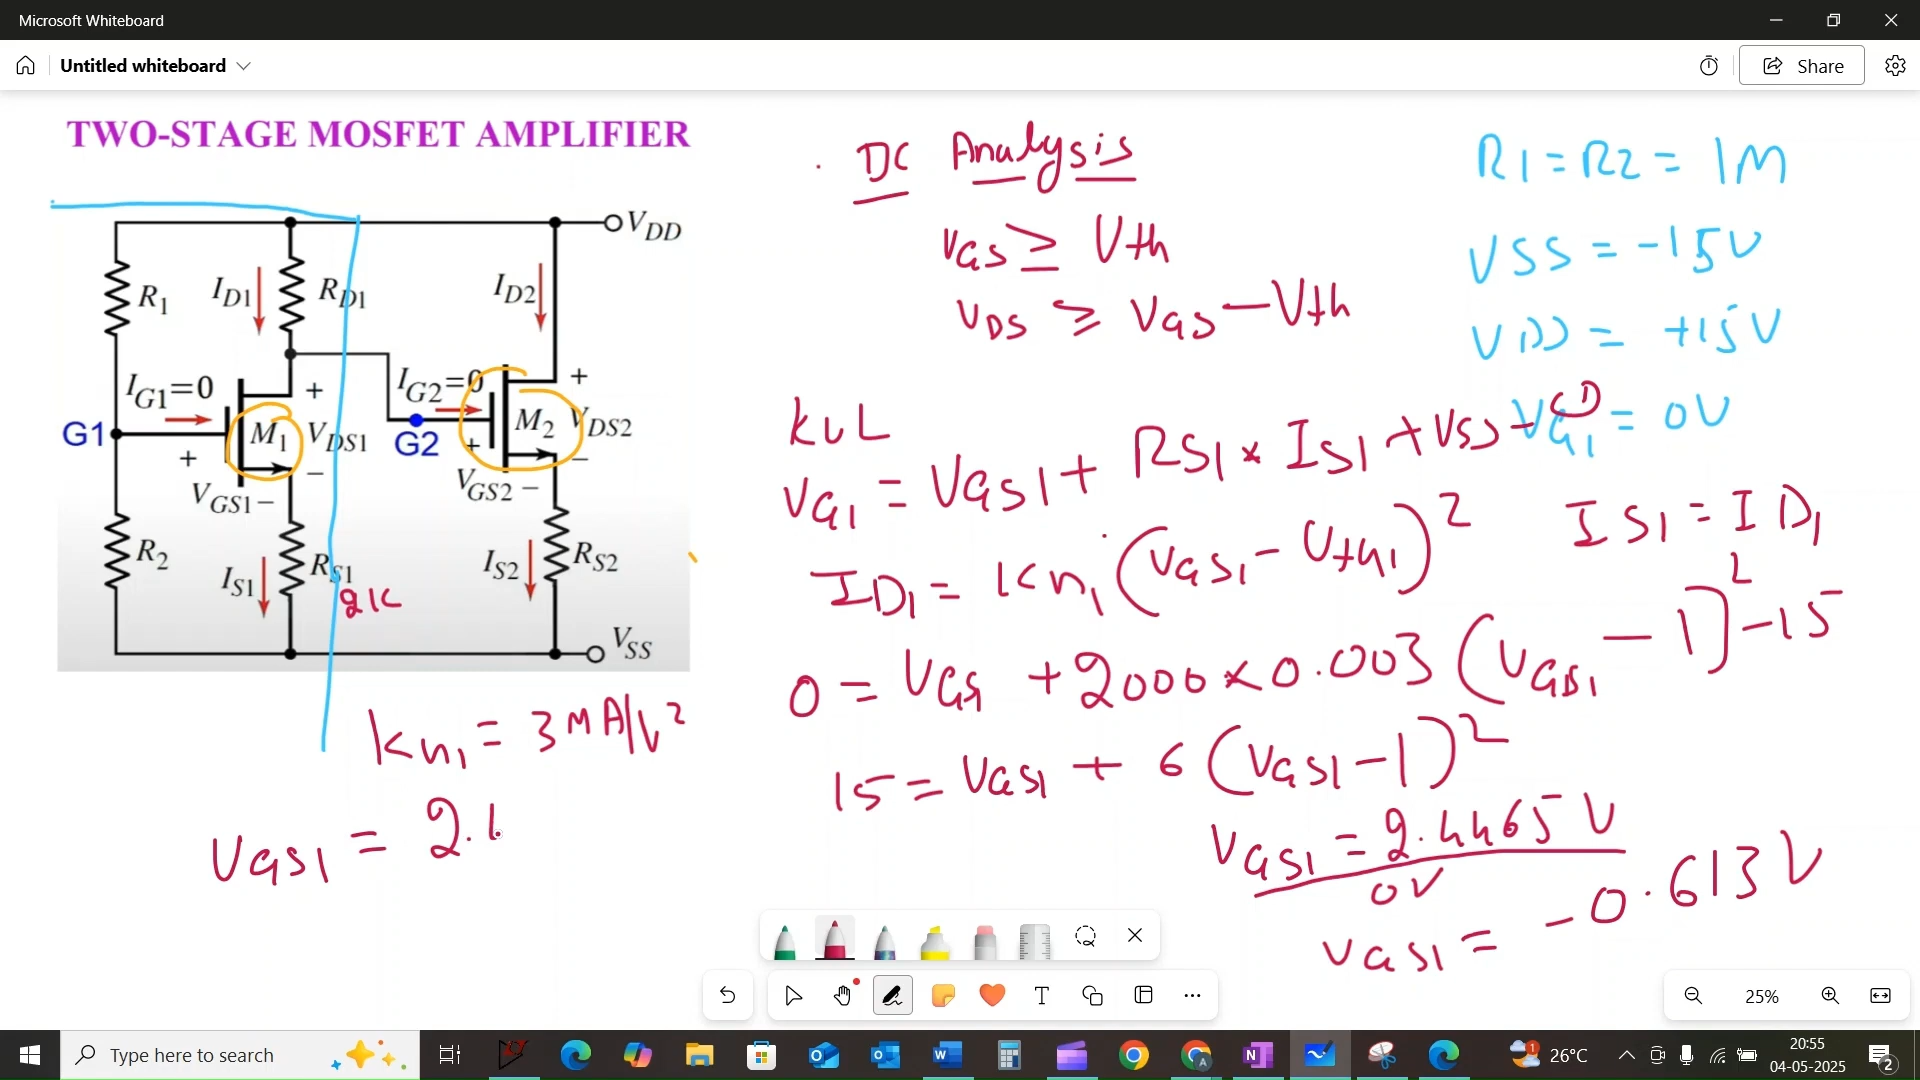 Microsoft Whiteboard
Untitled whiteboard
Share
TWO-STAGE MOSFET AMPLIFIER
VDD
R1
ID1
RD1
ID2
IG1=0
G1
M1
VDS1
+
+
−
VGS1 −
IG2=0
G2
M2
VDS2
+
+
−
VGS2 −
R2
IS1
RS1
2K
IS2
RS2
VSS
Kn1 = 3mA/V²
VGS1 = 2.4
DC Analysis
VGS ≥ Vth
VDS ≥ VGS − Vth
R1 = R2 = 1M
VSS = −15V
VDD = +15V
VG1 = 0V
KVL
VG1 = VGS1 + RS1 × IS1 + VSS −①
ID1 = Kn1 (VGS1 − Vth1)²
IS1 = ID1
0 = VGS1 + 2000 × 0.003 (VGS1 − 1)² − 15
15 = VGS1 + 6 (VGS1 − 1)²
VGS1 = 2.4465 V
or
VGS1 = −0.613 V
25%
Type here to search
26°C
20:55
04-05-2025
2